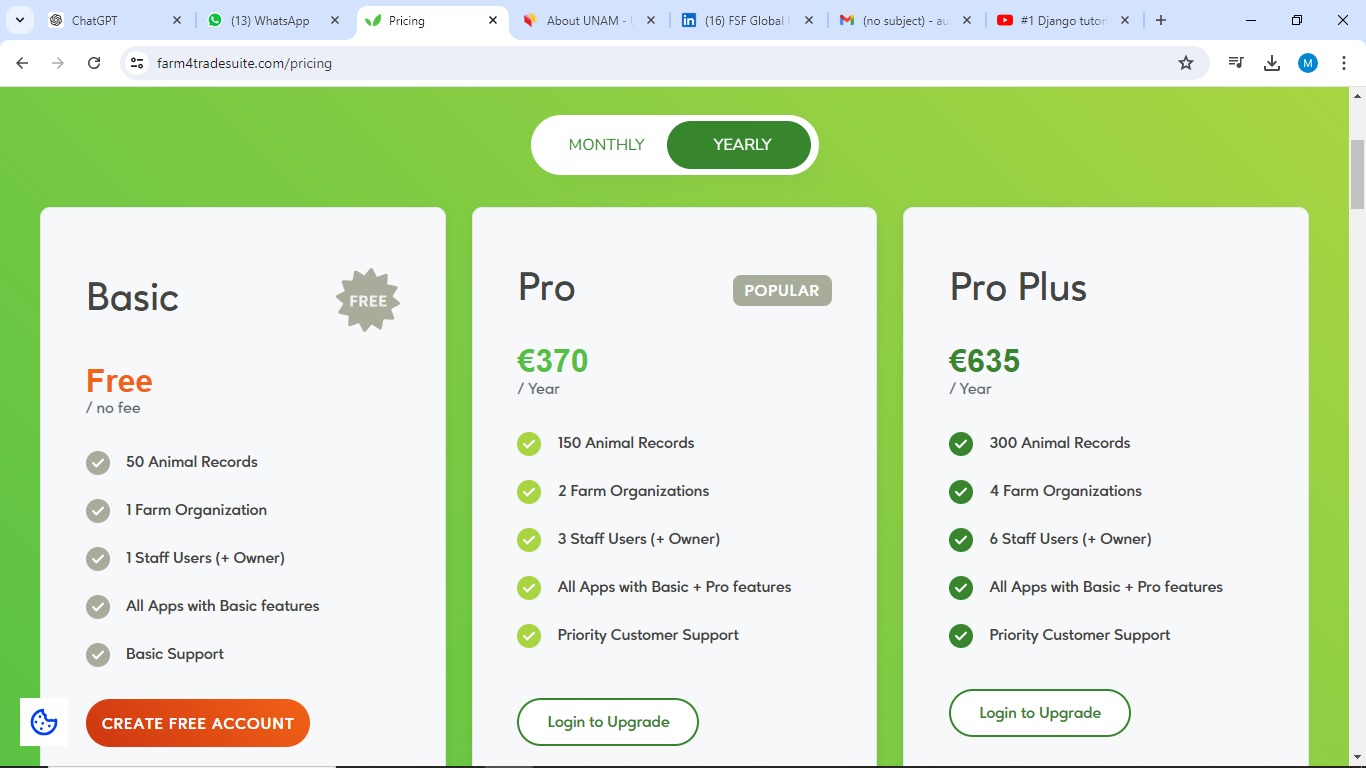 ChatGPT
(13) WhatsApp
Pricing
About UNAM -
(16) FSF Global
(no subject) - au
#1 Django tutor
farm4tradesuite.com/pricing
M
MONTHLY
YEARLY
Basic
FREE
Free
/ no fee
50 Animal Records
1 Farm Organization
1 Staff Users (+ Owner)
All Apps with Basic features
Basic Support
CREATE FREE ACCOUNT
Pro
POPULAR
€370
/ Year
150 Animal Records
2 Farm Organizations
3 Staff Users (+ Owner)
All Apps with Basic + Pro features
Priority Customer Support
Login to Upgrade
Pro Plus
€635
/ Year
300 Animal Records
4 Farm Organizations
6 Staff Users (+ Owner)
All Apps with Basic + Pro features
Priority Customer Support
Login to Upgrade